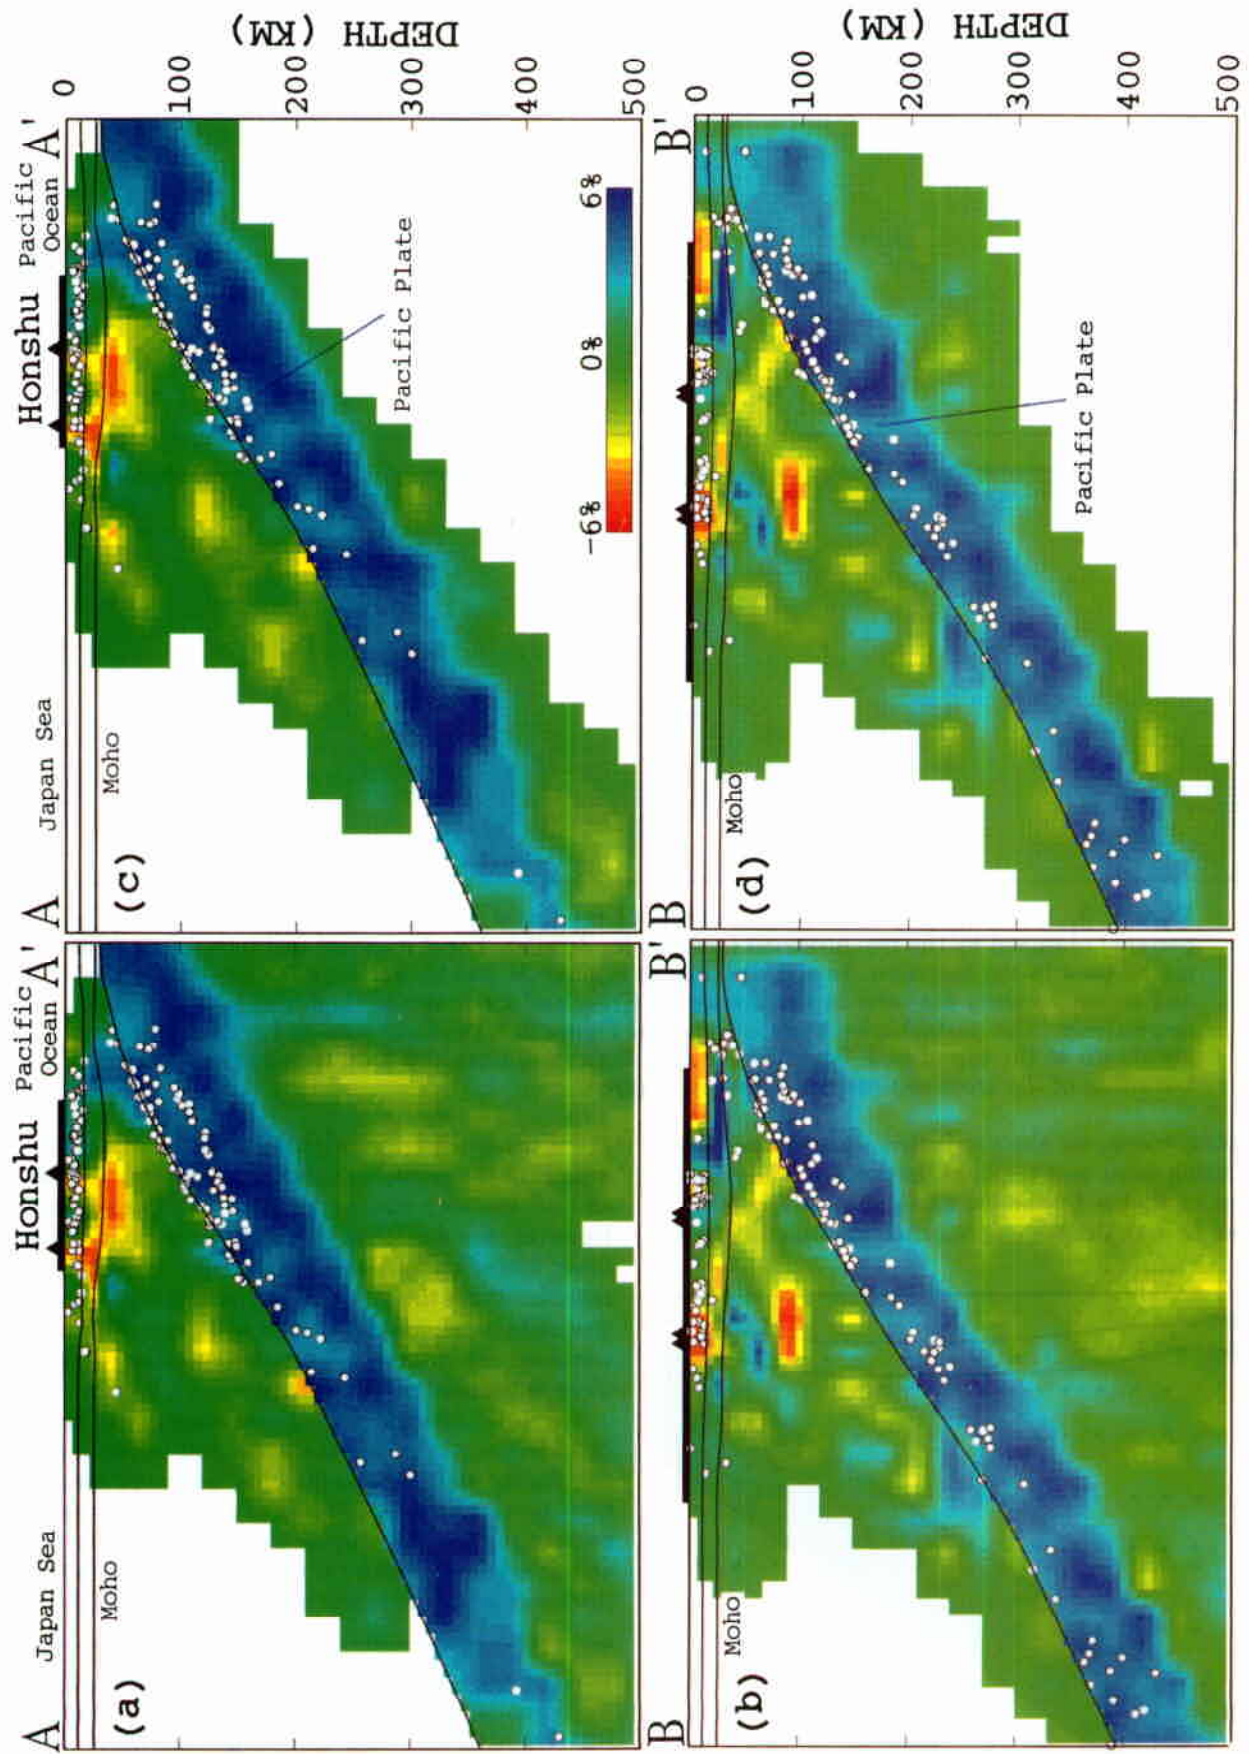 Honshu
Japan Sea
Pacific
Ocean
A
A'
(a)
Moho
Honshu
Japan Sea
Pacific
Ocean
A
A'
(c)
Moho
Pacific Plate
-6%
0%
6%
0
100
200
300
400
500
DEPTH
(KM)
B
B'
(b)
Moho
B
B'
(d)
Moho
Pacific Plate
0
100
200
300
400
500
DEPTH
(KM)